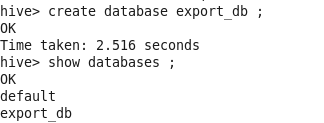 hive> create database export_db ;
OK
Time taken: 2.516 seconds
hive> show databases ;
OK
default
export_db